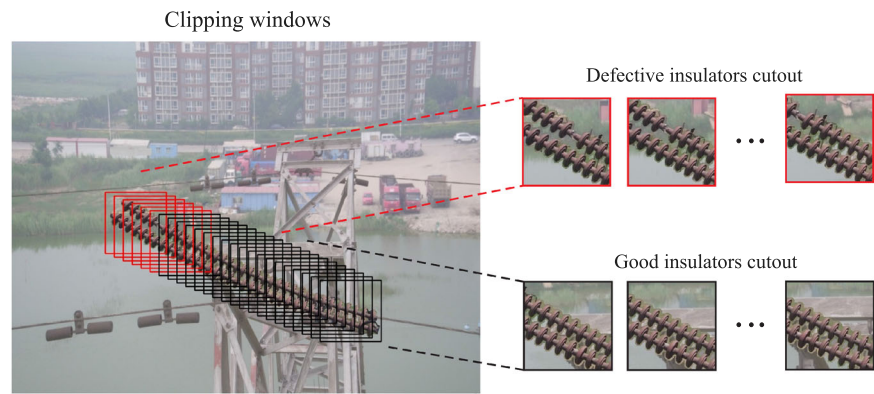 Clipping windows
Defective insulators cutout
Good insulators cutout